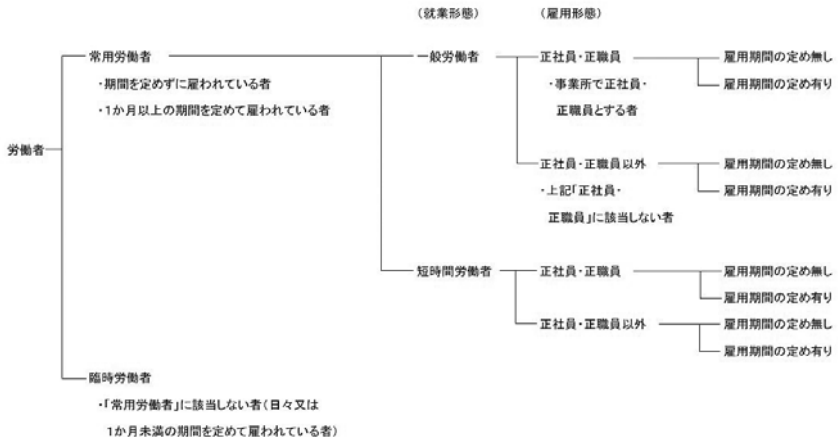 （就業形態） （雇用形態）
常用労働者 一般労働者 正社員・正職員 雇用期間の定め無し
・期間を定めずに雇われている者 ・事業所で正社員・ 雇用期間の定め有り
・1か月以上の期間を定めて雇われている者 正職員とする者
労働者
正社員・正職員以外 雇用期間の定め無し
・上記「正社員・ 雇用期間の定め有り
正職員」に該当しない者
短時間労働者 正社員・正職員 雇用期間の定め無し
雇用期間の定め有り
正社員・正職員以外 雇用期間の定め無し
雇用期間の定め有り
臨時労働者
・「常用労働者」に該当しない者（日々又は
1か月未満の期間を定めて雇われている者）